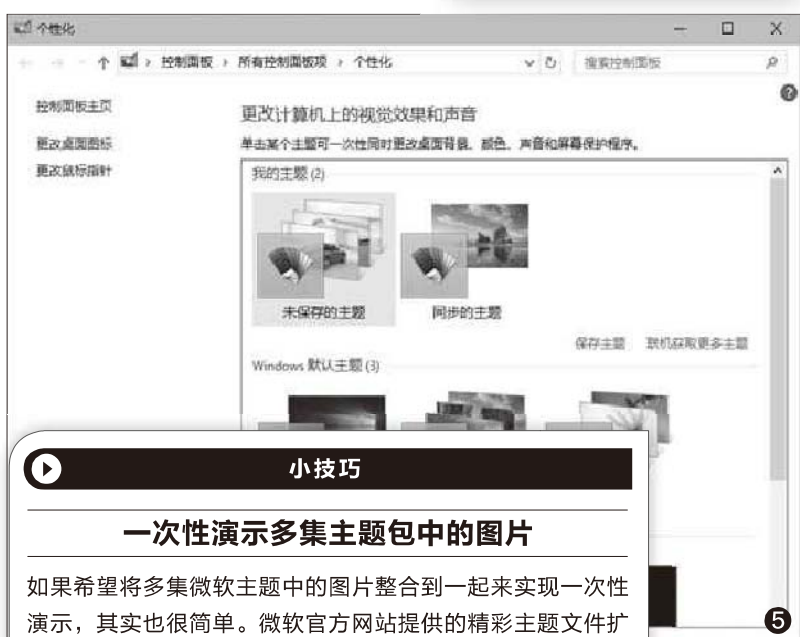 个性化
控制面板 › 所有控制面板项 › 个性化
搜索控制面板
控制面板主页
更改桌面图标
更改鼠标指针
更改计算机上的视觉效果和声音
单击某个主题可一次性同时更改桌面背景、颜色、声音和屏幕保护程序。
我的主题 (2)
未保存的主题
同步的主题
保存主题 联机获取更多主题
Windows 默认主题 (3)
小技巧
一次性演示多集主题包中的图片
如果希望将多集微软主题中的图片整合到一起来实现一次性
演示，其实也很简单。微软官方网站提供的精彩主题文件扩
❺